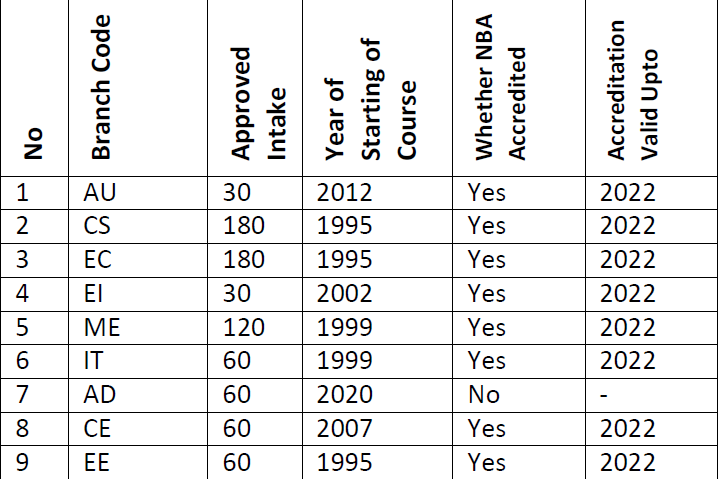 No Branch Code Approved Intake Year of Starting of Course Whether NBA Accredited Accreditation Valid Upto
1 AU 30 2012 Yes 2022
2 CS 180 1995 Yes 2022
3 EC 180 1995 Yes 2022
4 EI 30 2002 Yes 2022
5 ME 120 1999 Yes 2022
6 IT 60 1999 Yes 2022
7 AD 60 2020 No -
8 CE 60 2007 Yes 2022
9 EE 60 1995 Yes 2022